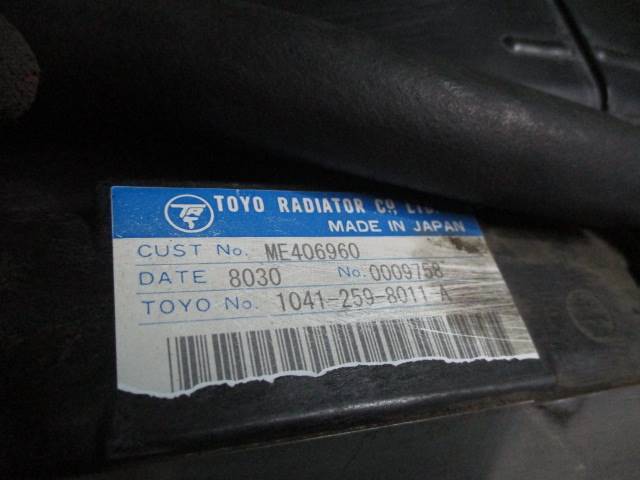 TOYO RADIATOR CO., LTD.
MADE IN JAPAN
CUST No. ME406960
DATE 8030 No. 0009758
TOYO No. 1041-259-8011 A